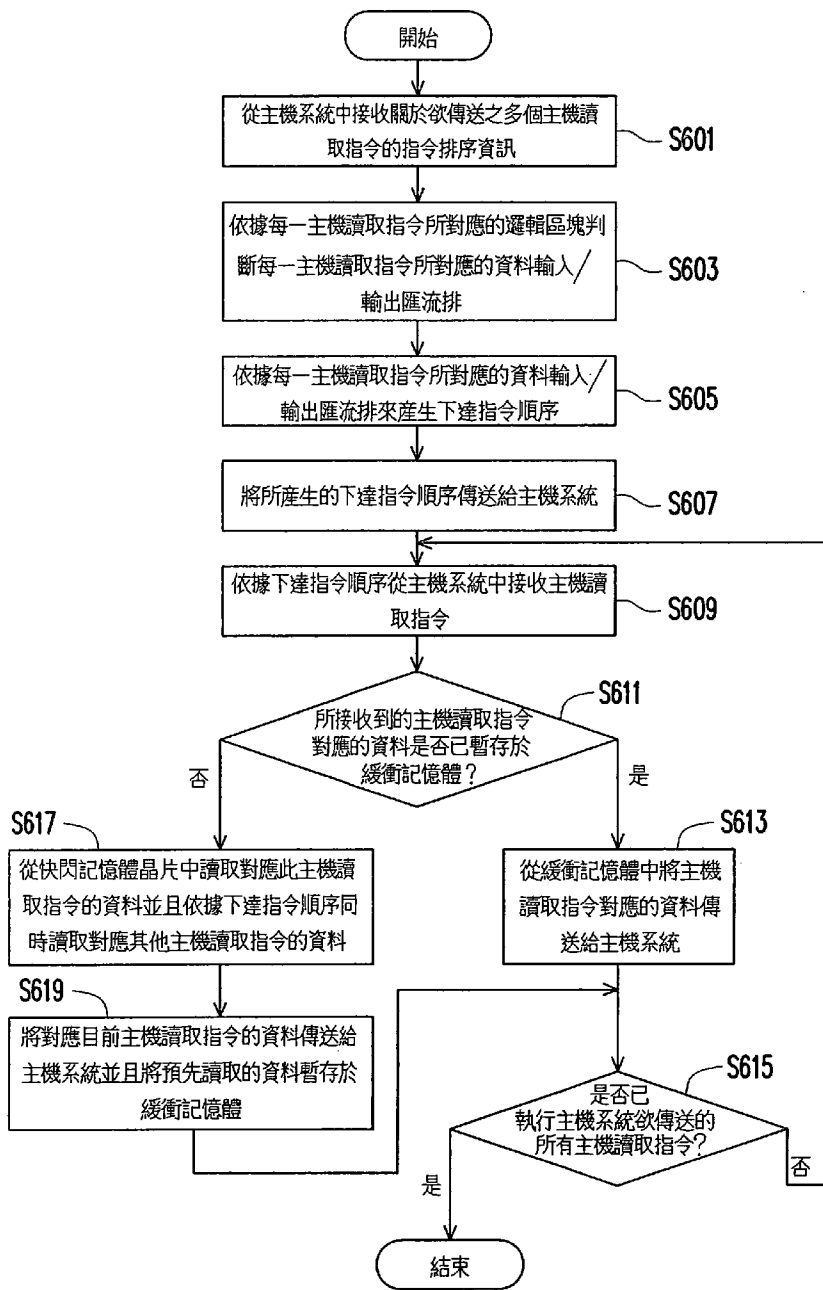 開始
從主機系統中接收關於欲傳送之多個主機讀
取指令的指令排序資訊
S601
依據每一主機讀取指令所對應的邏輯區塊判
斷每一主機讀取指令所對應的資料輸入/
輸出匯流排
S603
依據每一主機讀取指令所對應的資料輸入/
輸出匯流排來產生下達指令順序
S605
將所產生的下達指令順序傳送給主機系統
S607
依據下達指令順序從主機系統中接收主機讀
取指令
S609
S611
所接收到的主機讀取指令
對應的資料是否已暫存於
緩衝記憶體?
否
是
S617
從快閃記憶體晶片中讀取對應此主機讀
取指令的資料並且依據下達指令順序同
時讀取對應其他主機讀取指令的資料
S613
從緩衝記憶體中將主機
讀取指令對應的資料傳
送給主機系統
S619
將對應目前主機讀取指令的資料傳送給
主機系統並且將預先讀取的資料暫存於
緩衝記憶體
S615
是否已
執行主機系統欲傳送的
所有主機讀取指令?
是
否
結束